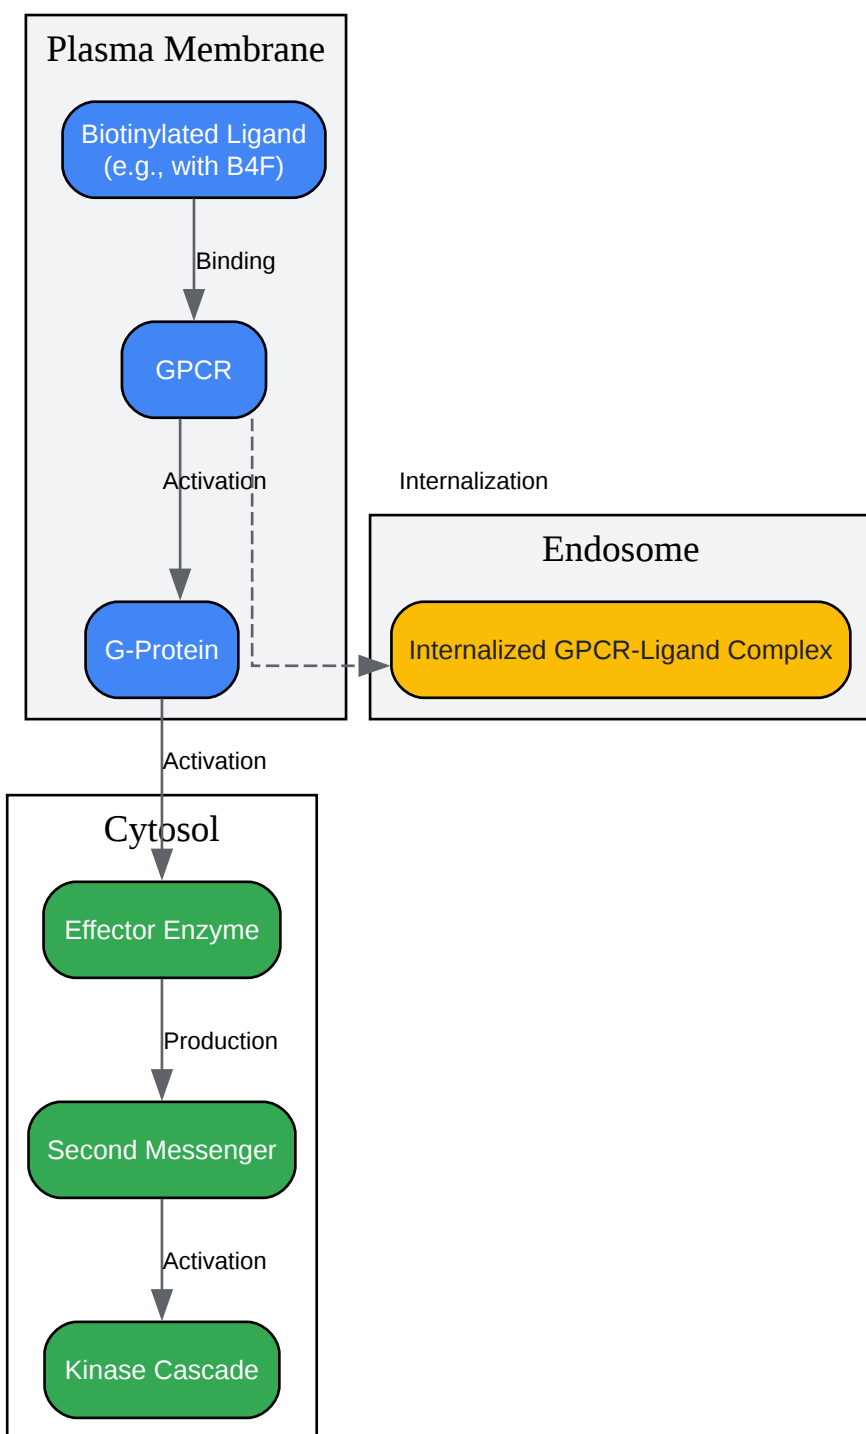 Plasma Membrane
Biotinylated Ligand
(e.g., with B4F)
Binding
GPCR
Activation
Internalization
Endosome
G-Protein
Internalized GPCR-Ligand Complex
Activation
Cytosol
Effector Enzyme
Production
Second Messenger
Activation
Kinase Cascade